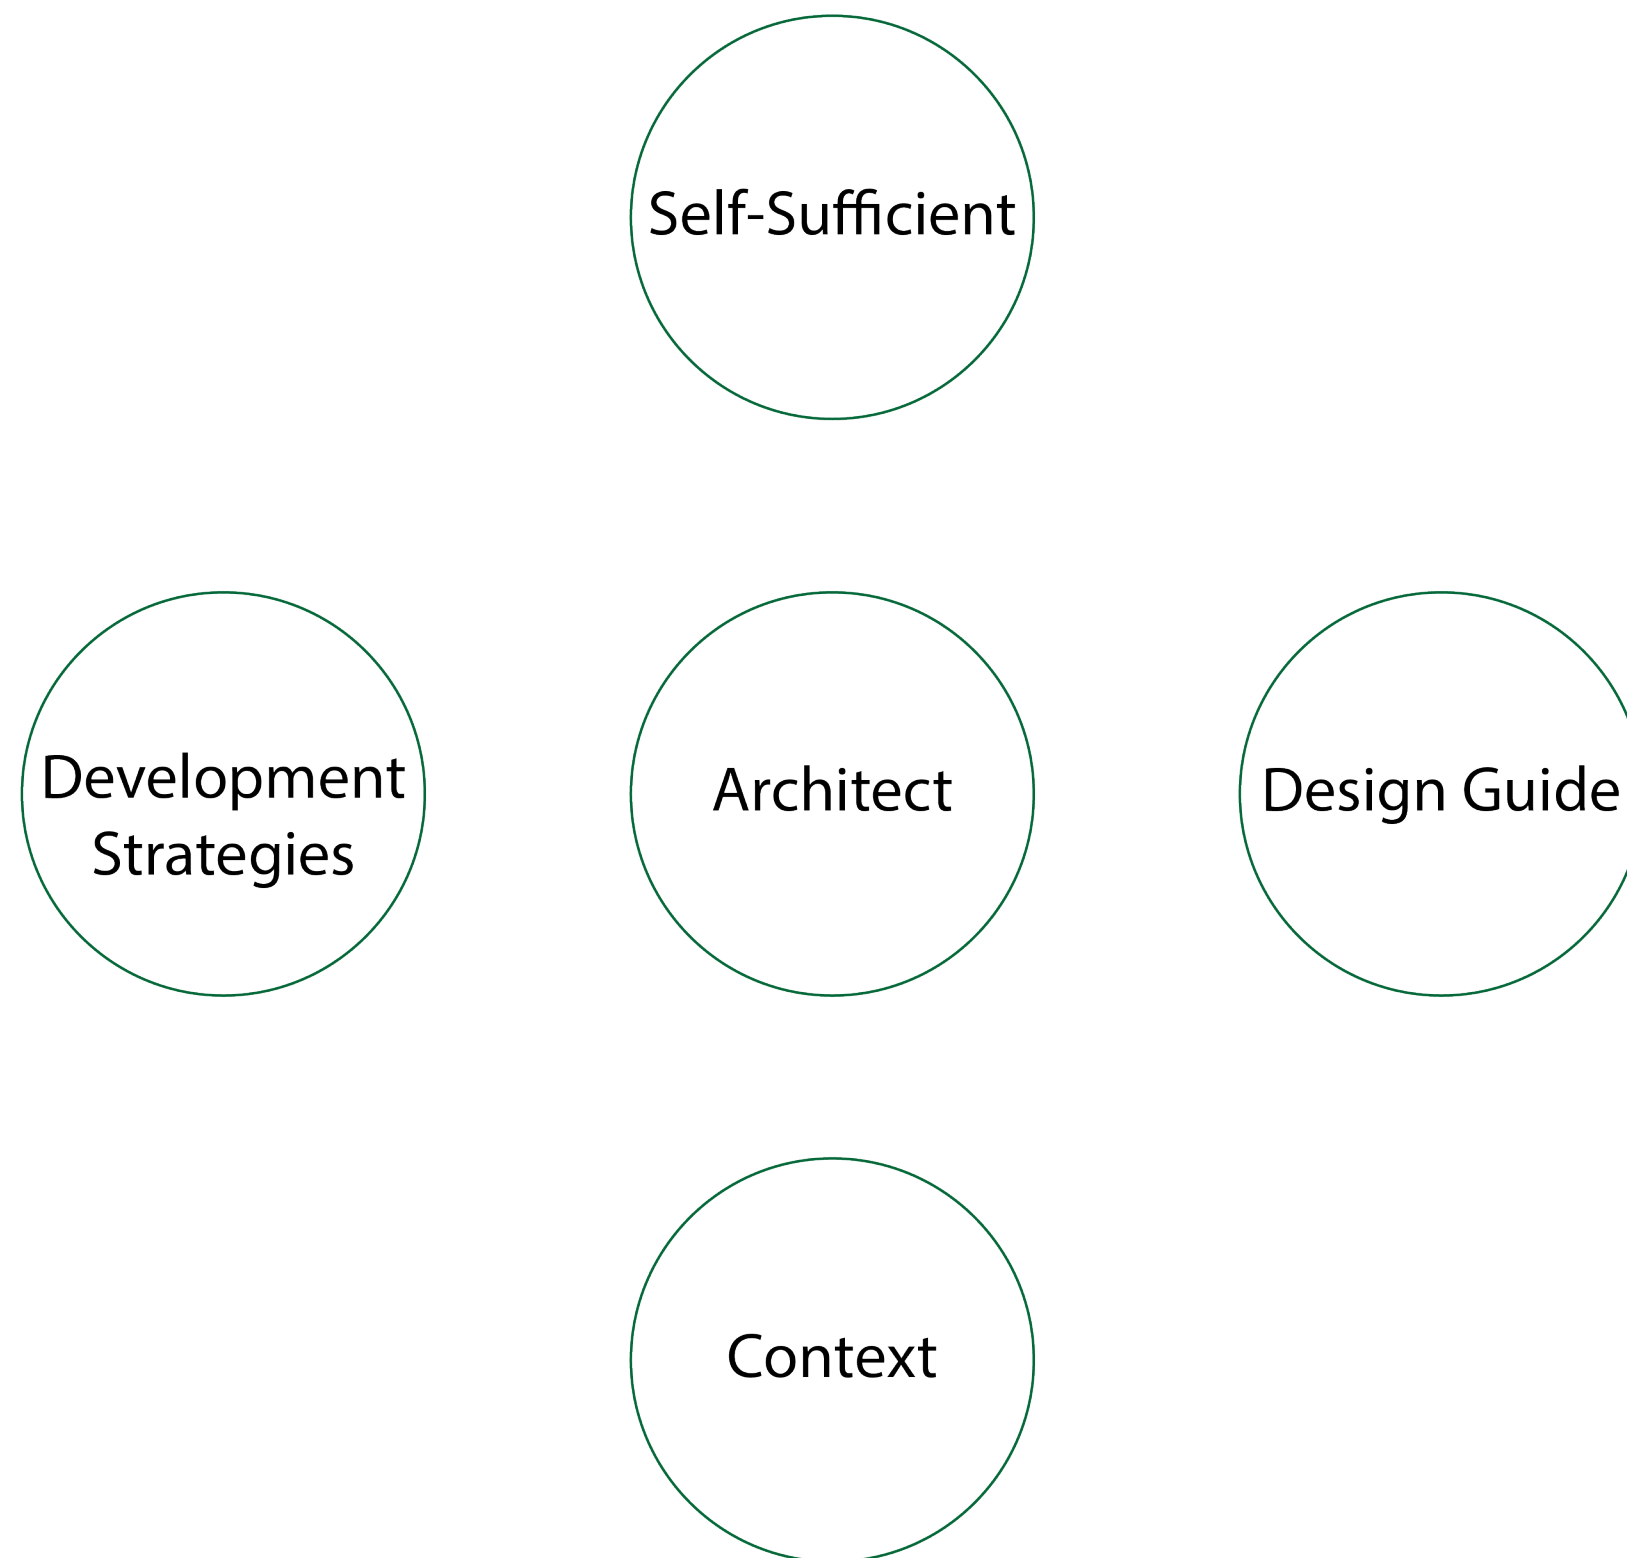 Self-Sufficient
Development
Strategies
Architect
Design Guide
Context